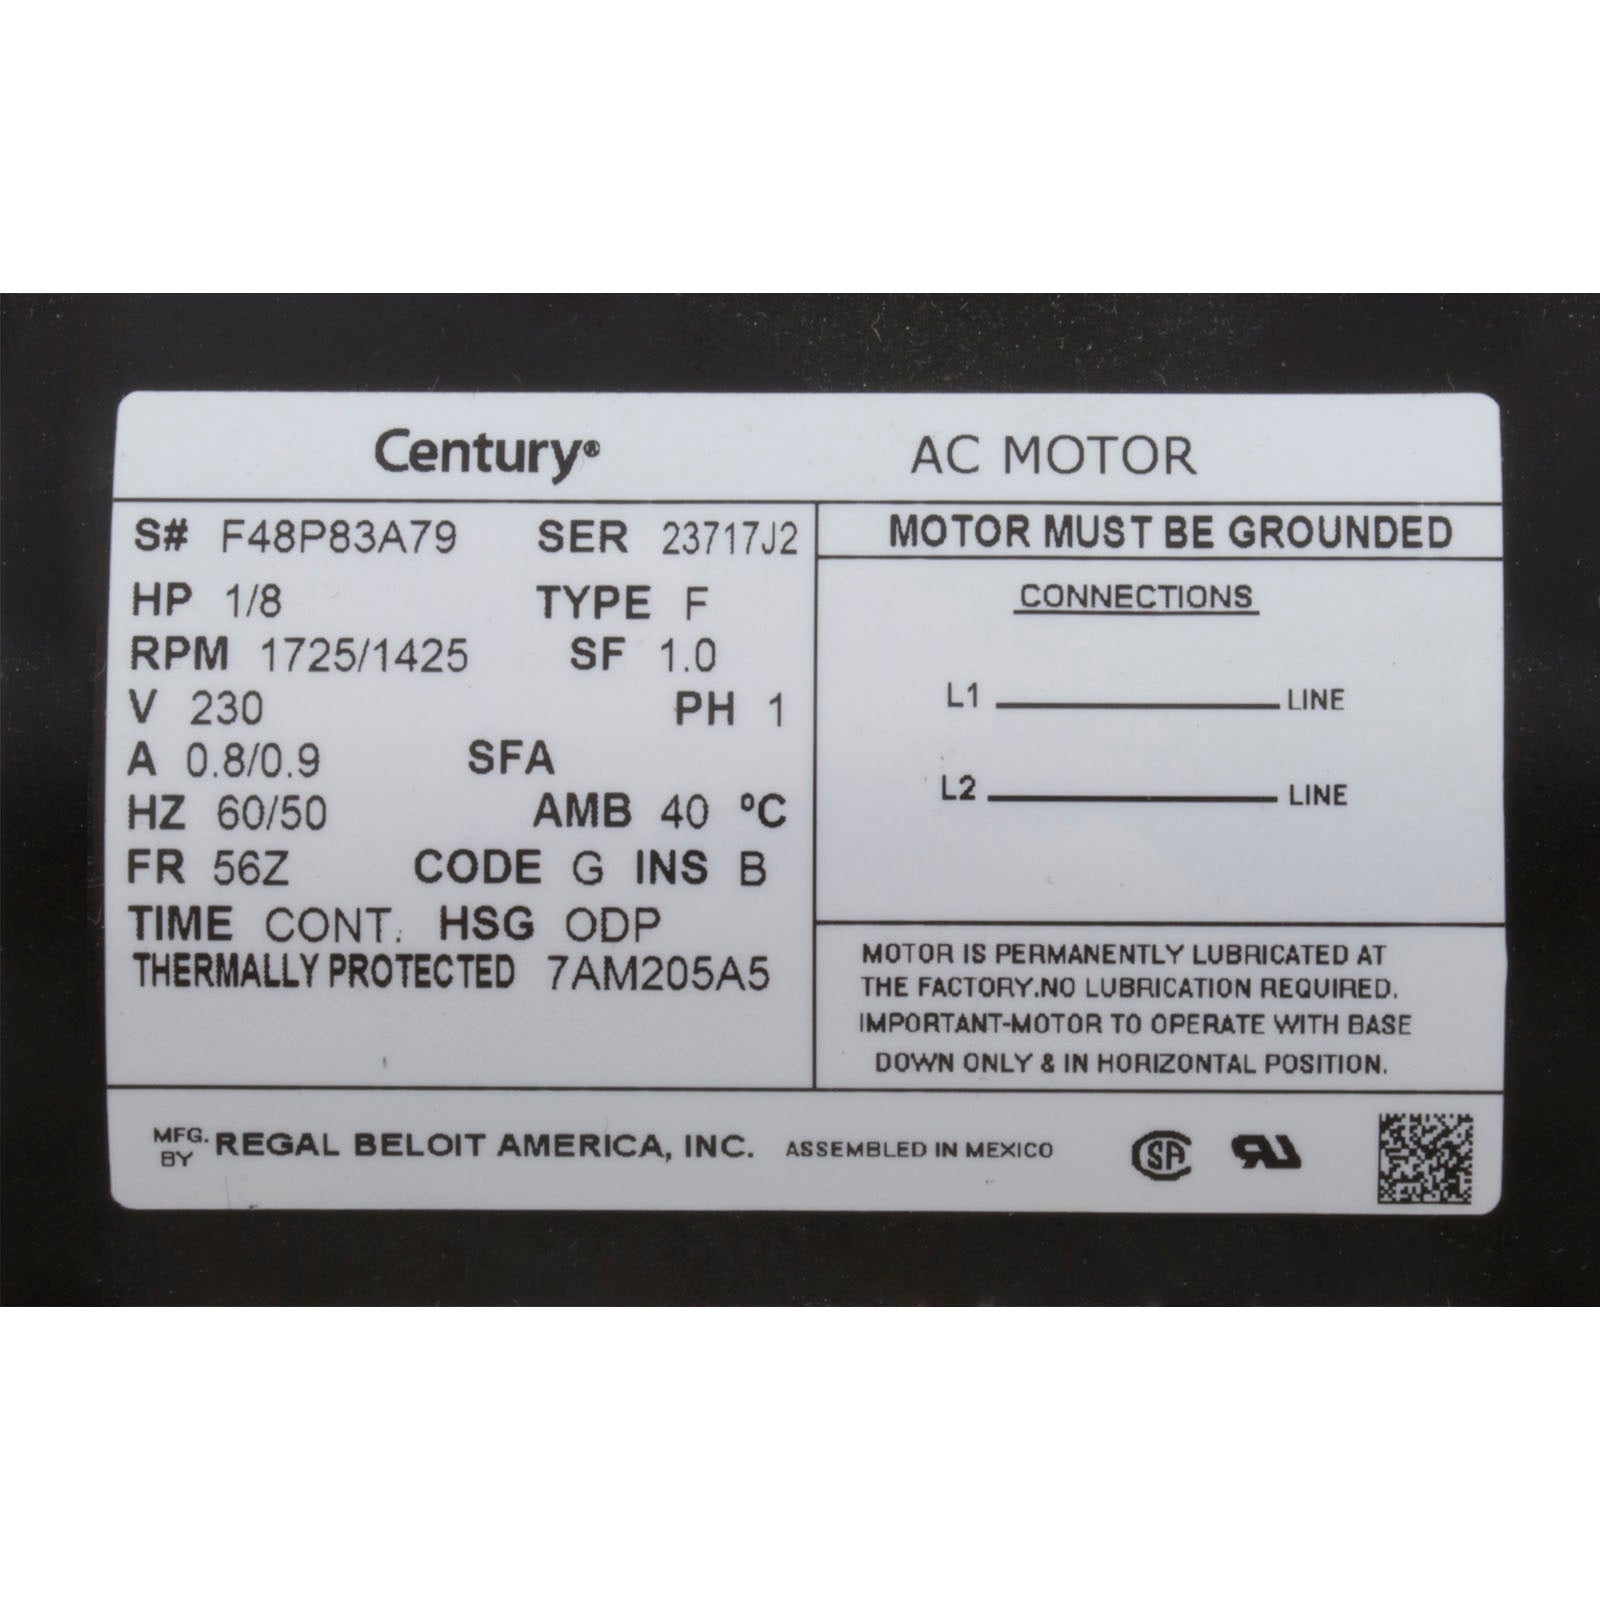 Century®
AC MOTOR
S# F48P83A79 SER 23717J2
HP 1/8 TYPE F
RPM 1725/1425 SF 1.0
V 230 PH 1
A 0.8/0.9 SFA
HZ 60/50 AMB 40 ºC
FR 56Z CODE G INS B
TIME CONT. HSG ODP
THERMALLY PROTECTED 7AM205A5
MOTOR MUST BE GROUNDED
CONNECTIONS
L1 LINE
L2 LINE
MOTOR IS PERMANENTLY LUBRICATED AT
THE FACTORY.NO LUBRICATION REQUIRED.
IMPORTANT-MOTOR TO OPERATE WITH BASE
DOWN ONLY & IN HORIZONTAL POSITION.
MFG. BY REGAL BELOIT AMERICA, INC. ASSEMBLED IN MEXICO
SA
RU